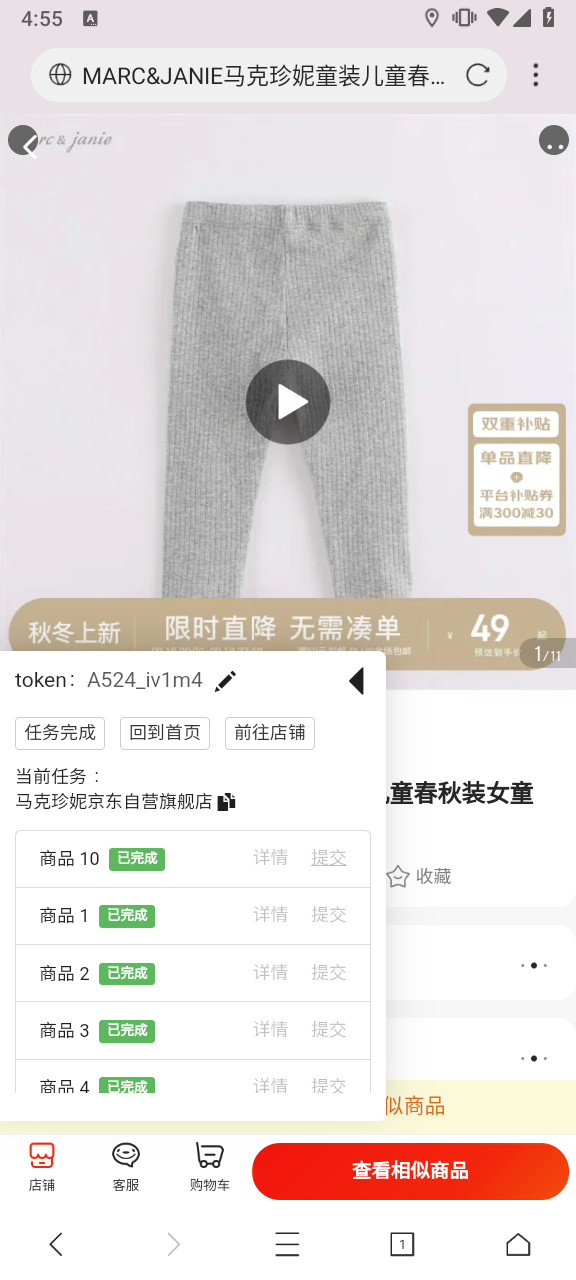 4:55
MARC&JANIE马克珍妮童装儿童春...
rc & janie
双重补贴
单品直降
平台补贴券
满300减30
秋冬上新
限时直降 无需凑单
¥ 49 起
预估到手价
1/11
token: A524_iv1m4
任务完成 回到首页 前往店铺
当前任务：
马克珍妮京东自营旗舰店
儿童春秋装女童
收藏
商品 10 已完成 详情 提交
商品 1 已完成 详情 提交
商品 2 已完成 详情 提交
商品 3 已完成 详情 提交
商品 4 已完成 详情 提交
似商品
店铺 客服 购物车 查看相似商品
1